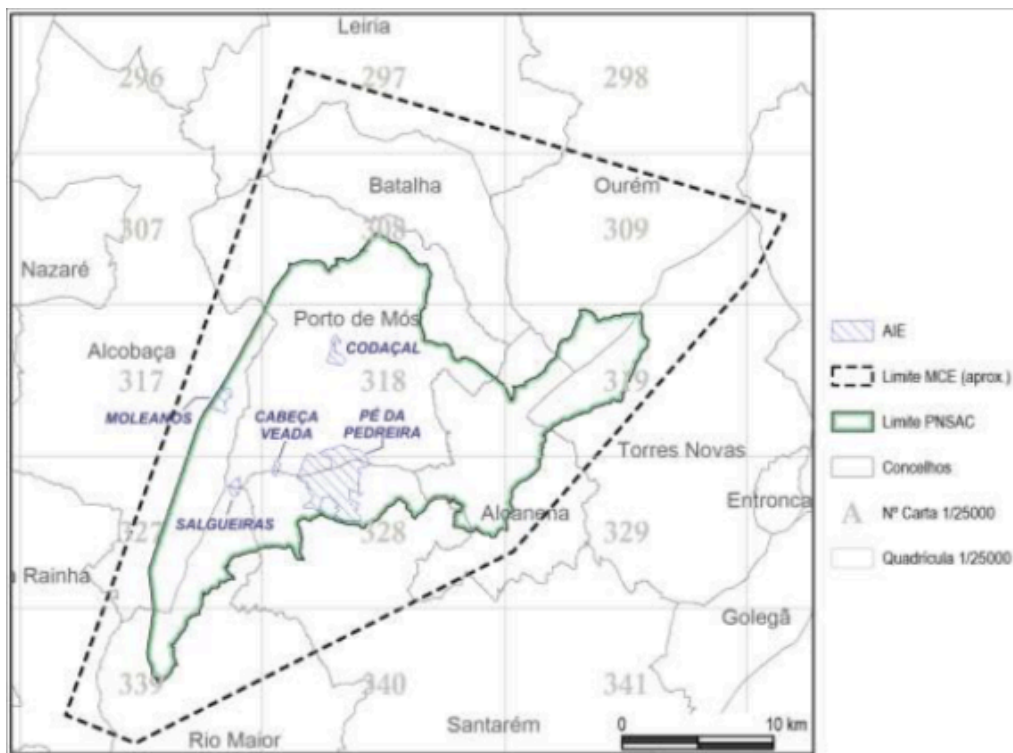 Leiria
296
297
298
Batalha
Ourém
307
308
309
Nazaré
Porto de Mós
Alcobaça
CODAÇAL
317
318
319
MOLEANOS
CABEÇA
VEADA
PÉ DA
PEDREIRA
Torres Novas
Entronca
SALGUEIRAS
Alcanena
327
328
329
a Rainha
Golegã
339
340
341
Santarém
Rio Maior
0
10 km
AIE
Limite MCE (aprox.)
Limite PNSAC
Concelhos
A
Nº Carta 1/25000
Quadrícula 1/25000